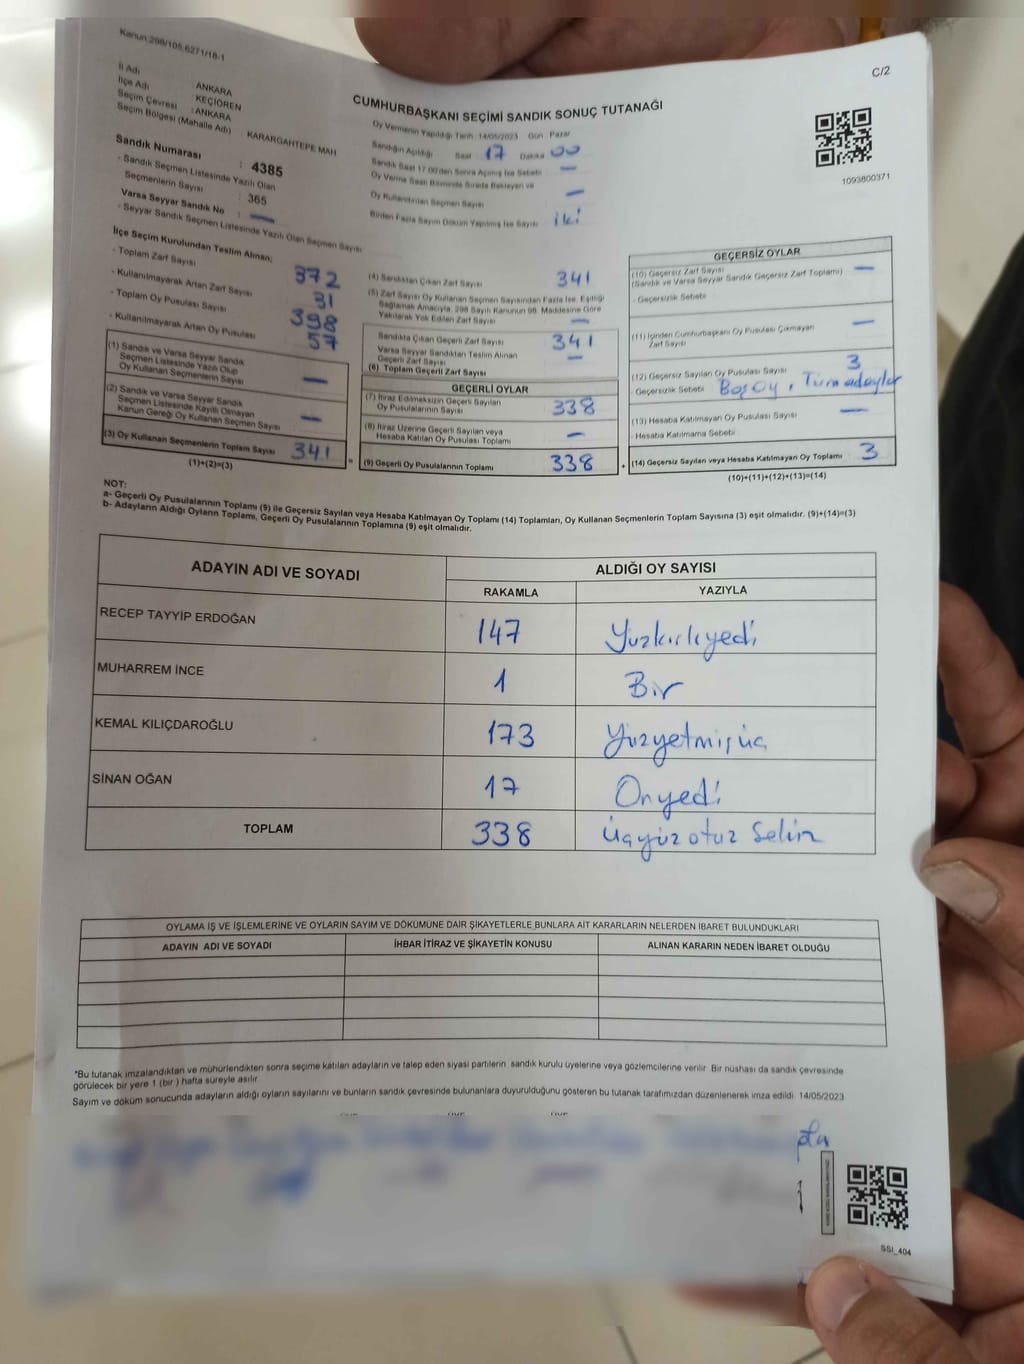 Kanun:298/105,6271/18-1
C/2
İl Adı : ANKARA
İlçe Adı : KEÇİÖREN
Seçim Çevresi : ANKARA
Seçim Bölgesi (Mahalle Adı) : KARARGAHTEPE MAH
Sandık Numarası : 4385
- Sandık Seçmen Listesinde Yazılı Olan
Seçmenlerin Sayısı : 365
Varsa Seyyar Sandık No : —
- Seyyar Sandık Seçmen Listesinde Yazılı Olan Seçmen Sayısı
CUMHURBAŞKANI SEÇİMİ SANDIK SONUÇ TUTANAĞI
Oy Vermenin Yapıldığı Tarih 14/05/2023 Gün Pazar
Sandığın Açıldığı Saat 17 Dakika 00
Sandık Saat 17.00'den Sonra Açılmış İse Sebebi —
Oy Verme Saati Bitiminde Sırada Bekleyen ve
Oy Kullandırılan Seçmen Sayısı —
Birden Fazla Sayım Döküm Yapılmış İse Sayısı iki
1093800371
İlçe Seçim Kurulundan Teslim Alınan;
- Toplam Zarf Sayısı 372
- Kullanılmayarak Artan Zarf Sayısı 31
- Toplam Oy Pusulası Sayısı 398
- Kullanılmayarak Artan Oy Pusulası 57
(1) Sandık ve Varsa Seyyar Sandık
Seçmen Listesinde Yazılı Olup
Oy Kullanan Seçmenlerin Sayısı —
(2) Sandık ve Varsa Seyyar Sandık
Seçmen Listesinde Kayıtlı Olmayan
Kanun Gereği Oy Kullanan Seçmen Sayısı —
(3) Oy Kullanan Seçmenlerin Toplam Sayısı 341
(1)+(2)=(3)
(4) Sandıktan Çıkan Zarf Sayısı 341
(5) Zarf Sayısı Oy Kullanan Seçmen Sayısından Fazla İse, Eşitliği
Sağlamak Amacıyla, 298 Sayılı Kanunun 98. Maddesine Göre
Yakılarak Yok Edilen Zarf Sayısı —
Sandıkta Çıkan Geçerli Zarf Sayısı 341
Varsa Seyyar Sandıktan Teslim Alınan
Geçerli Zarf Sayısı —
(6) Toplam Geçerli Zarf Sayısı
GEÇERLİ OYLAR
(7) İtiraz Edilmeksizin Geçerli Sayılan
Oy Pusulalarının Sayısı 338
(8) İtiraz Üzerine Geçerli Sayılan veya
Hesaba Katılan Oy Pusulası Toplamı —
(9) Geçerli Oy Pusulalarının Toplamı 338
GEÇERSİZ OYLAR
(10) Geçersiz Zarf Sayısı —
(Sandık ve Varsa Seyyar Sandık Geçersiz Zarf Toplamı)
- Geçersizlik Sebebi
(11) İçinden Cumhurbaşkanı Oy Pusulası Çıkmayan
Zarf Sayısı —
(12) Geçersiz Sayılan Oy Pusulası Sayısı 3
- Geçersizlik Sebebi Boş Oy, Tüm adaylar
(13) Hesaba Katılmayan Oy Pusulası Sayısı —
- Hesaba Katılmama Sebebi
(14) Geçersiz Sayılan veya Hesaba Katılmayan Oy Toplamı 3
(10)+(11)+(12)+(13)=(14)
NOT:
a- Geçerli Oy Pusulalarının Toplamı (9) ile Geçersiz Sayılan veya Hesaba Katılmayan Oy Toplamı (14) Toplamları, Oy Kullanan Seçmenlerin Toplam Sayısına (3) eşit olmalıdır. (9)+(14)=(3)
b- Adayların Aldığı Oyların Toplamı, Geçerli Oy Pusulalarının Toplamına (9) eşit olmalıdır.
ADAYIN ADI VE SOYADI ALDIĞI OY SAYISI
RAKAMLA YAZIYLA
RECEP TAYYİP ERDOĞAN 147 Yüzkırkyedi
MUHARREM İNCE 1 Bir
KEMAL KILIÇDAROĞLU 173 Yüzyetmişüç
SİNAN OĞAN 17 Onyedi
TOPLAM 338 Üçyüz otuz Sekiz
OYLAMA İŞ VE İŞLEMLERİNE VE OYLARIN SAYIM VE DÖKÜMÜNE DAİR ŞİKAYETLERLE BUNLARA AİT KARARLARIN NELERDEN İBARET BULUNDUKLARI
ADAYIN ADI VE SOYADI İHBAR İTİRAZ VE ŞİKAYETİN KONUSU ALINAN KARARIN NEDEN İBARET OLDUĞU
*Bu tutanak imzalandıktan ve mühürlendikten sonra seçime katılan adayların ve talep eden siyasi partilerin sandık kurulu üyelerine veya gözlemcilerine verilir. Bir nüshası da sandık çevresinde
görülecek bir yere 1 (bir ) hafta süreyle asılır.
Sayım ve döküm sonucunda adayların aldığı oyların sayılarını ve bunların sandık çevresinde bulunanlara duyurulduğunu gösteren bu tutanak tarafımızdan düzenlenerek imza edildi. 14/05/2023
SSI_404